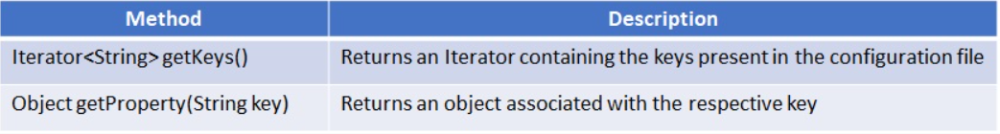 Method Description
Iterator<String> getKeys() Returns an Iterator containing the keys present in the configuration file
Object getProperty(String key) Returns an object associated with the respective key